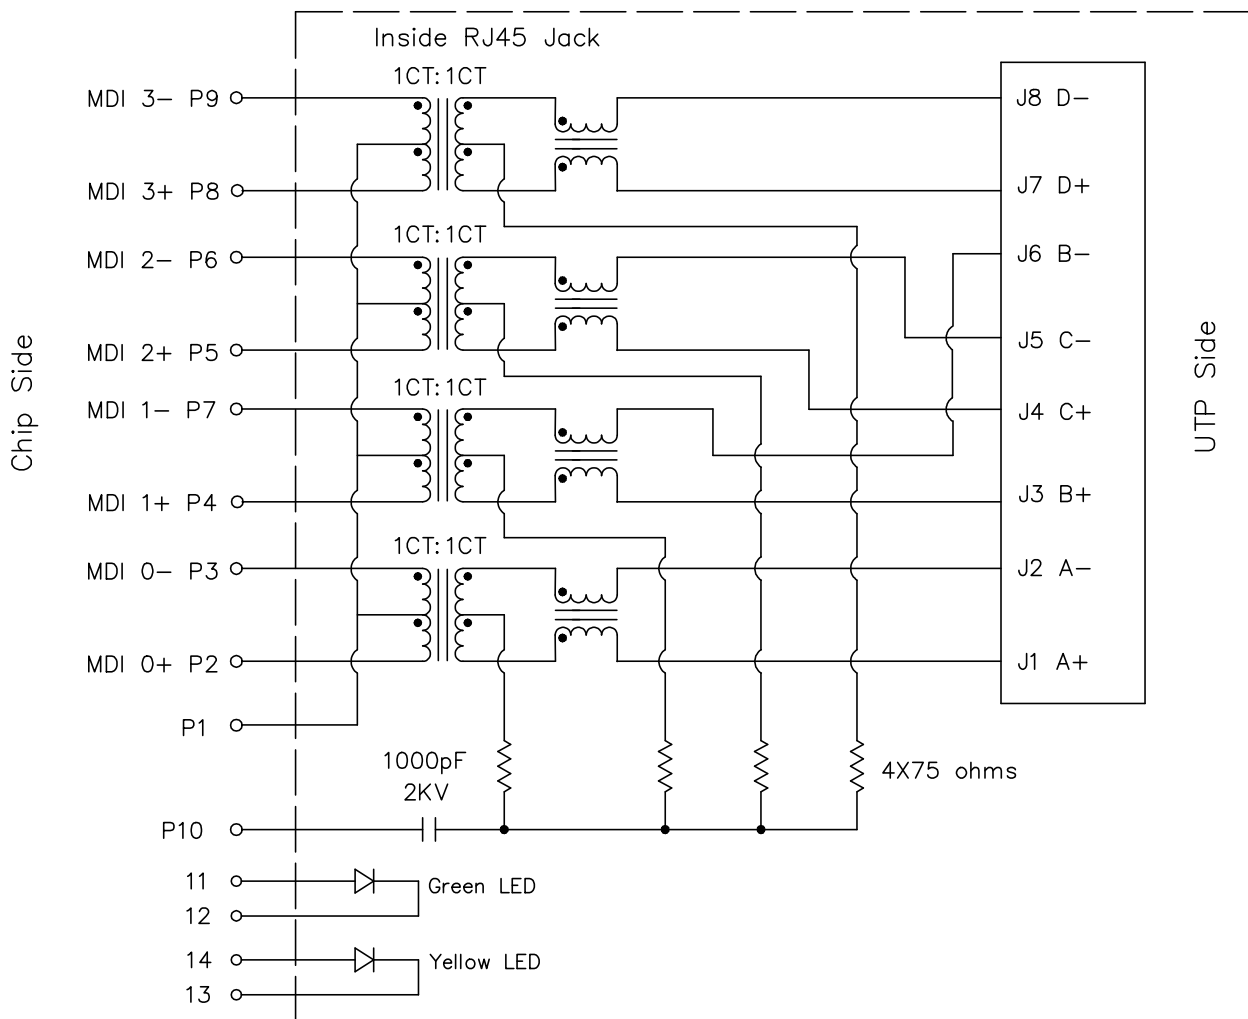 Inside RJ45 Jack
1CT:1CT
MDI 3- P9
J8 D-
MDI 3+ P8
J7 D+
1CT:1CT
MDI 2- P6
J6 B-
MDI 2+ P5
J5 C-
1CT:1CT
MDI 1- P7
J4 C+
MDI 1+ P4
J3 B+
1CT:1CT
MDI 0- P3
J2 A-
MDI 0+ P2
J1 A+
Chip Side
UTP Side
P1
1000pF
2KV
4X75 ohms
P10
11
Green LED
12
14
Yellow LED
13